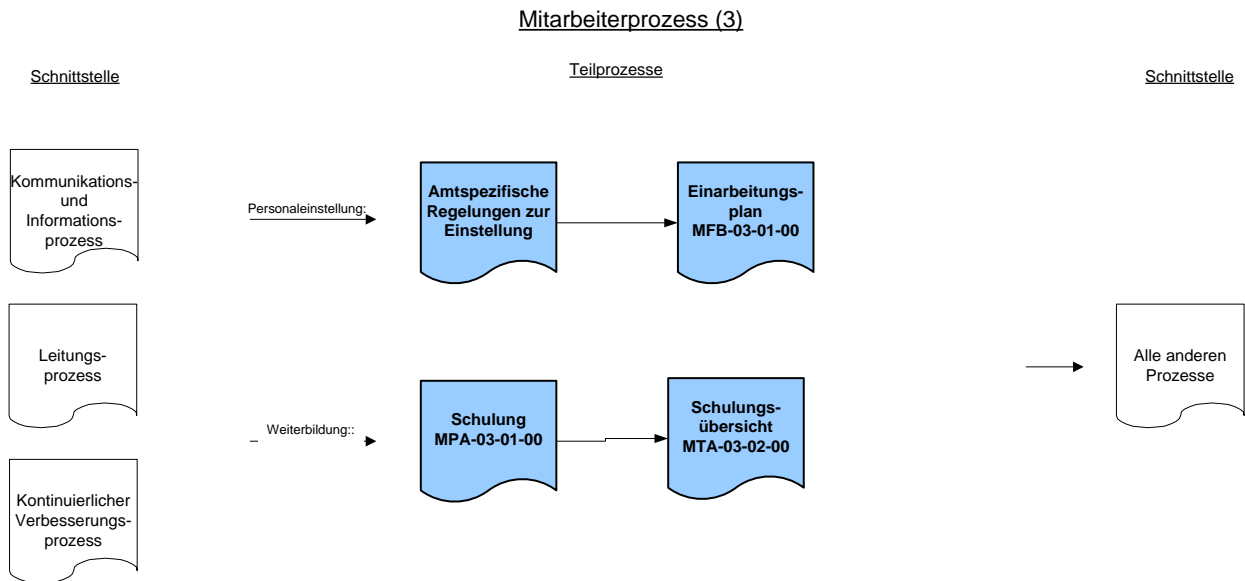 Mitarbeiterprozess (3)
Schnittstelle
Teilprozesse
Schnittstelle
Kommunikations-
und
Informations-
prozess
Personaleinstellung:
Amtspezifische
Regelungen zur
Einstellung
Einarbeitungs-
plan
MFB-03-01-00
Leitungs-
prozess
Alle anderen
Prozesse
Weiterbildung::
Schulung
MPA-03-01-00
Schulungs-
übersicht
MTA-03-02-00
Kontinuierlicher
Verbesserungs-
prozess